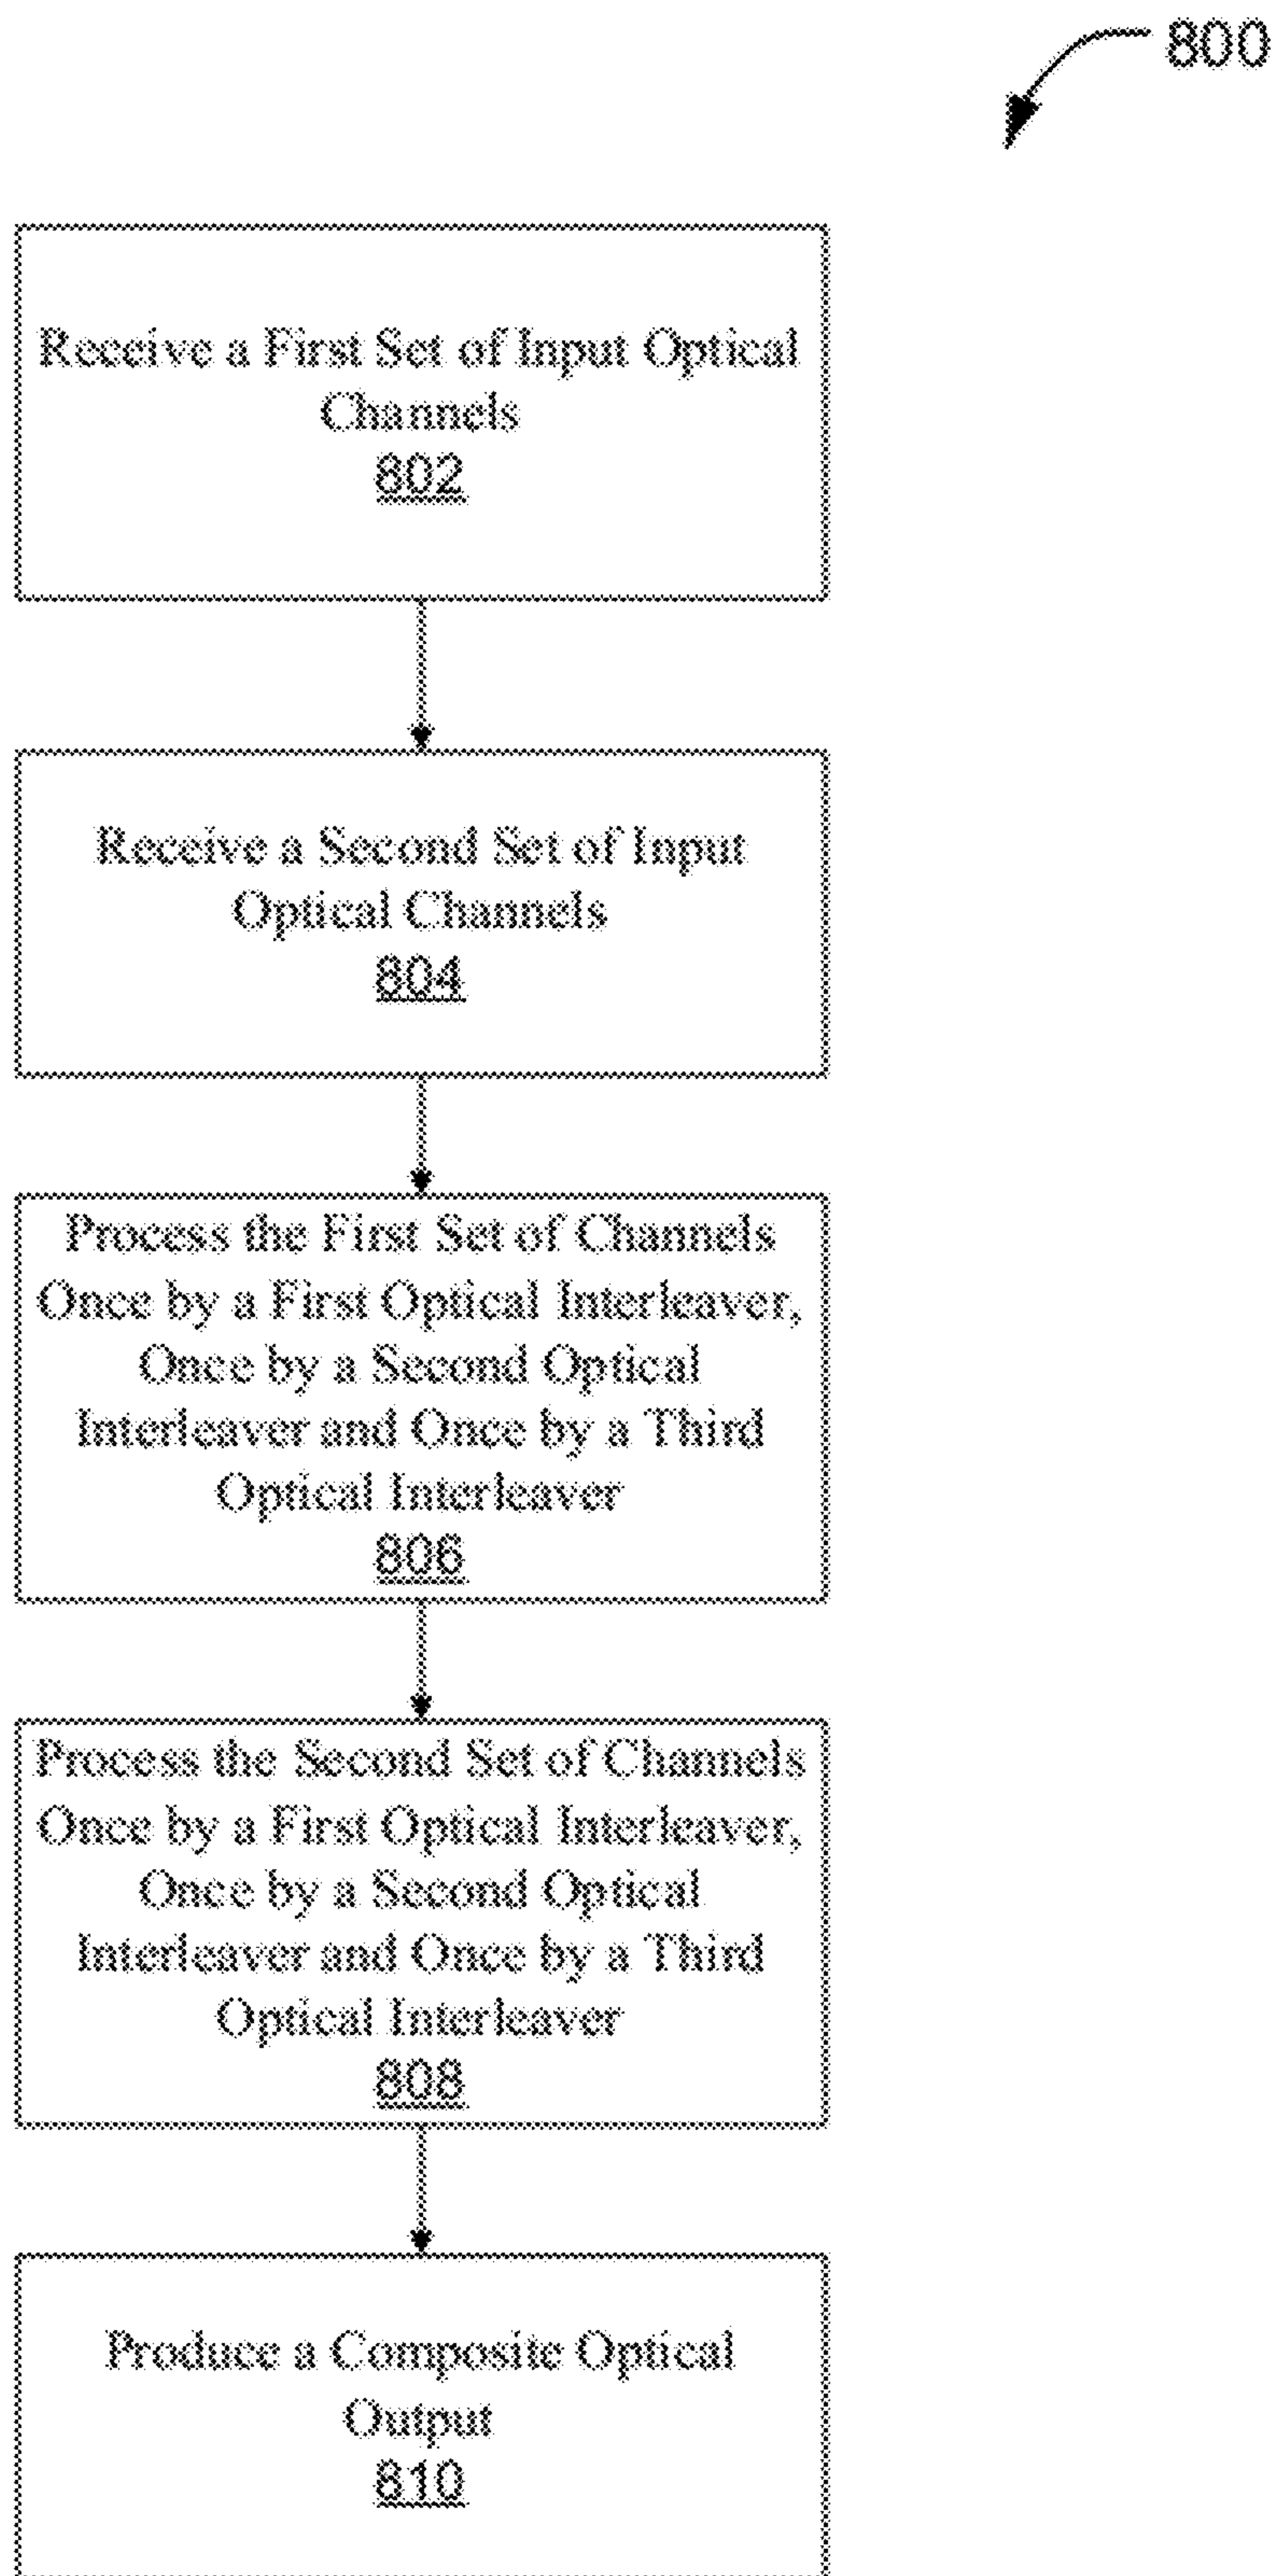 800
Receive a First Set of Input Optical
Channels
802
Receive a Second Set of Input
Optical Channels
804
Process the First Set of Channels
Once by a First Optical Interleaver,
Once by a Second Optical
Interleaver and Once by a Third
Optical Interleaver
806
Process the Second Set of Channels
Once by a First Optical Interleaver,
Once by a Second Optical
Interleaver and Once by a Third
Optical Interleaver
808
Produce a Composite Optical
Output
810